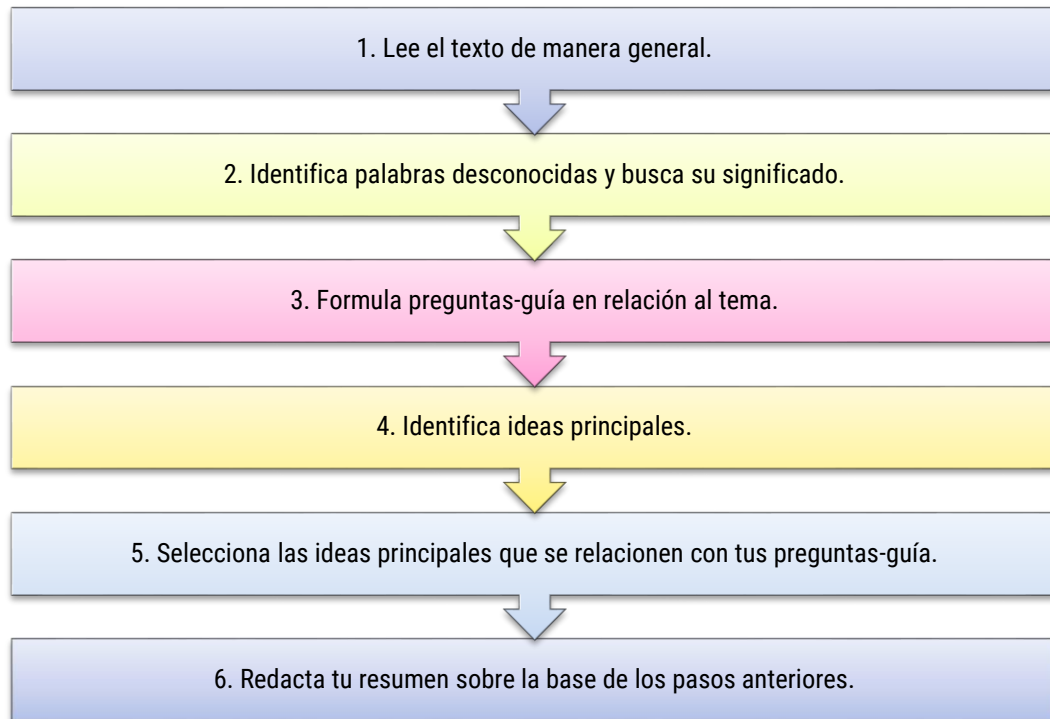 1. Lee el texto de manera general.
2. Identifica palabras desconocidas y busca su significado.
3. Formula preguntas-guía en relación al tema.
4. Identifica ideas principales.
5. Selecciona las ideas principales que se relacionen con tus preguntas-guía.
6. Redacta tu resumen sobre la base de los pasos anteriores.